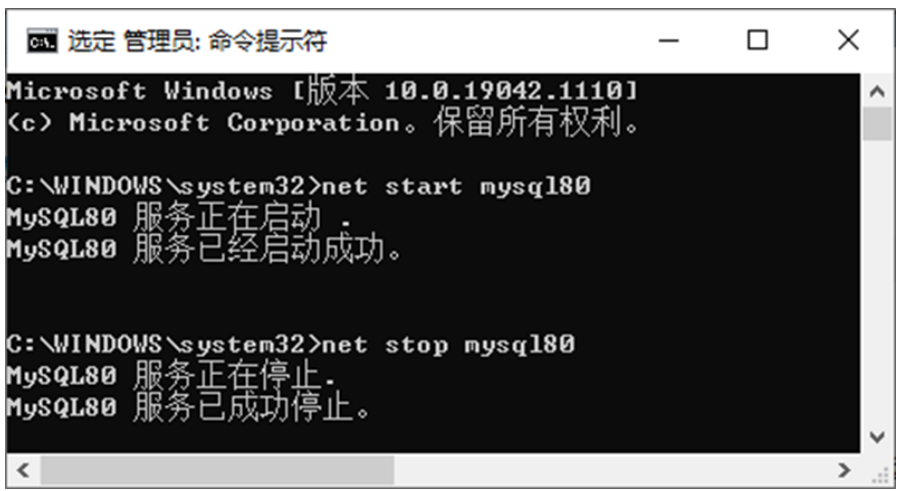 选定 管理员: 命令提示符
Microsoft Windows [版本 10.0.19042.1110]
(c) Microsoft Corporation。保留所有权利。
C:\WINDOWS\system32>net start mysql80
MySQL80 服务正在启动 .
MySQL80 服务已经启动成功。
C:\WINDOWS\system32>net stop mysql80
MySQL80 服务正在停止.
MySQL80 服务已成功停止。